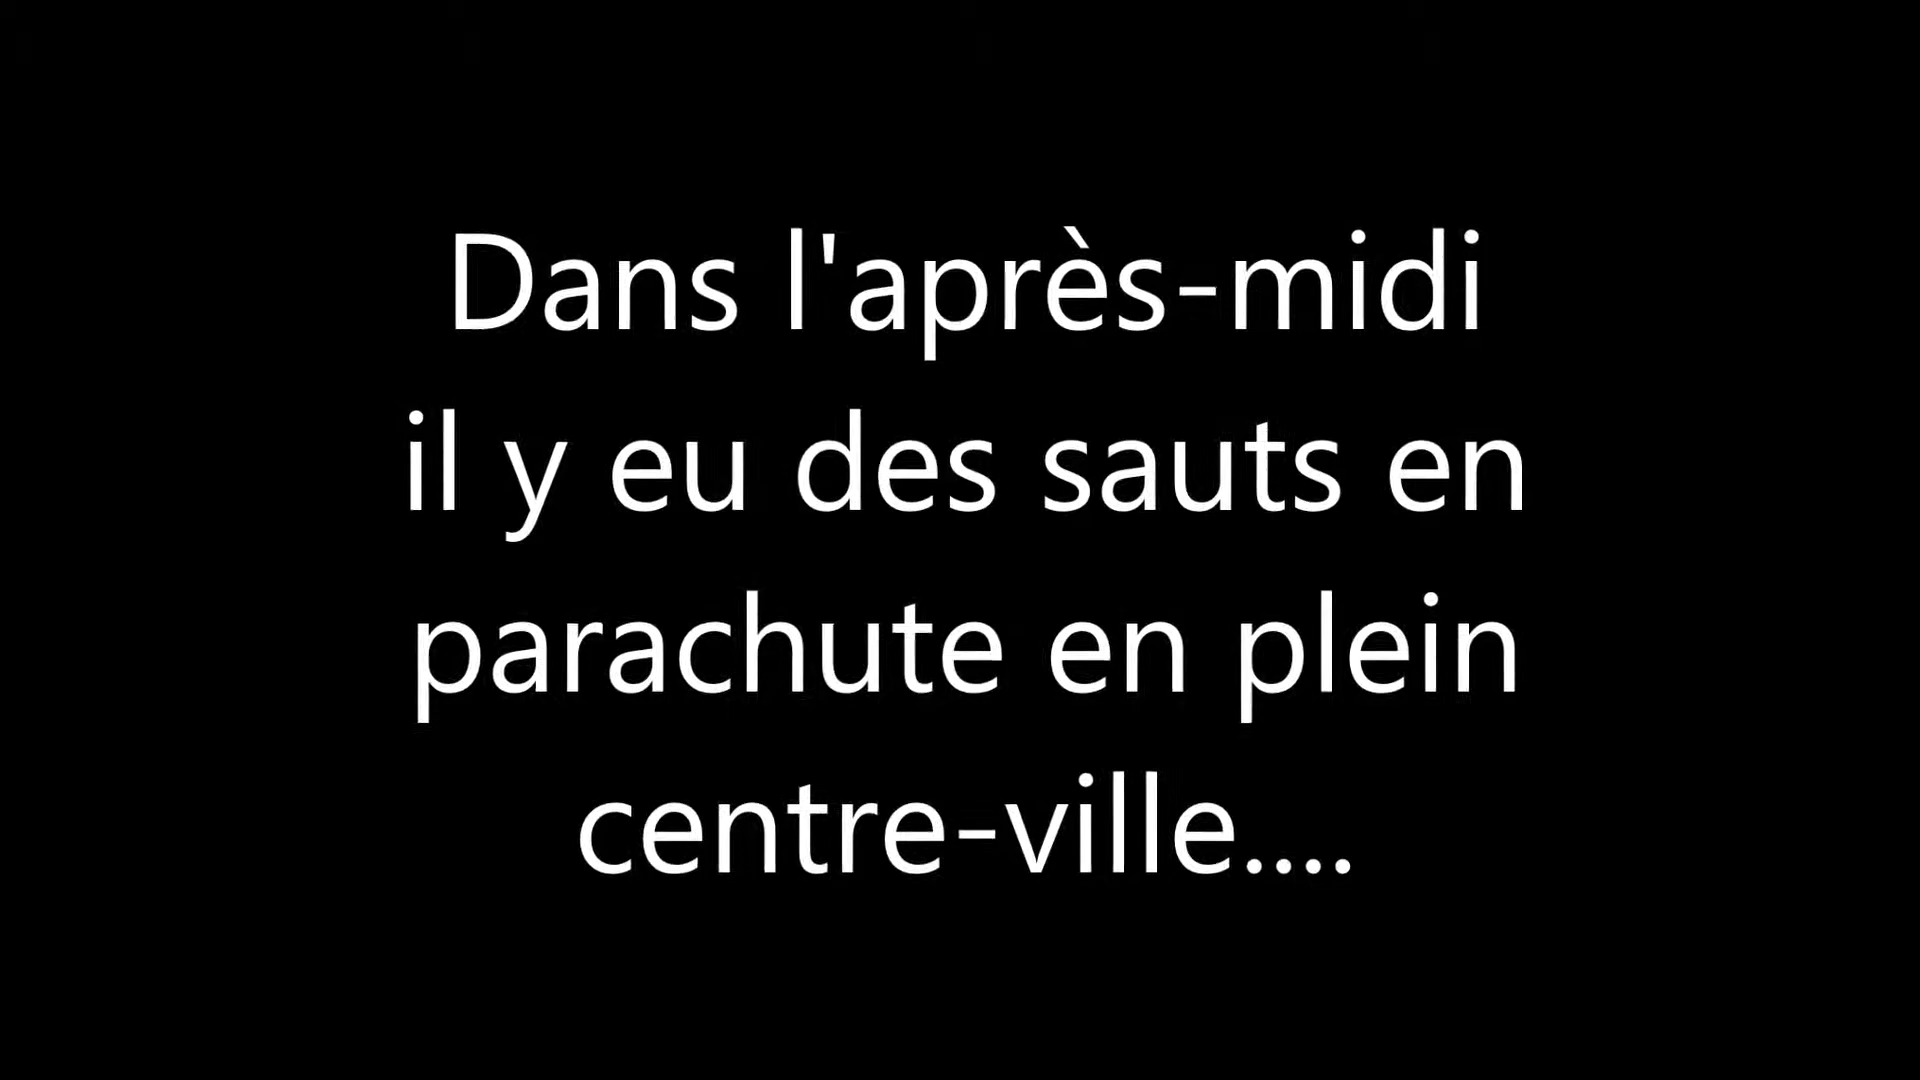 Dans l'après-midi
il y eu des sauts en
parachute en plein
centre-ville....